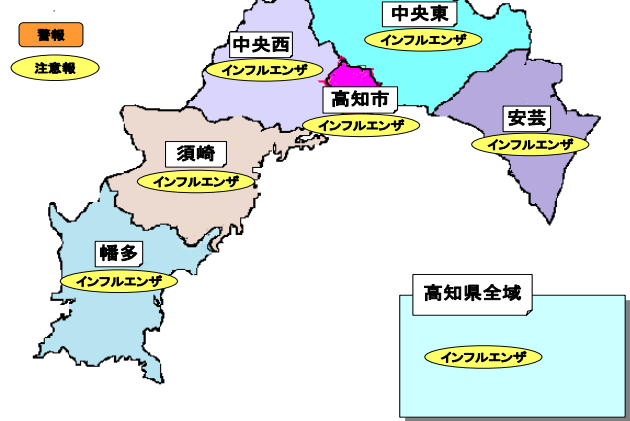 警報
注意報
中央東
インフルエンザ
中央西
インフルエンザ
高知市
インフルエンザ
安芸
インフルエンザ
須崎
インフルエンザ
幡多
インフルエンザ
高知県全域
インフルエンザ